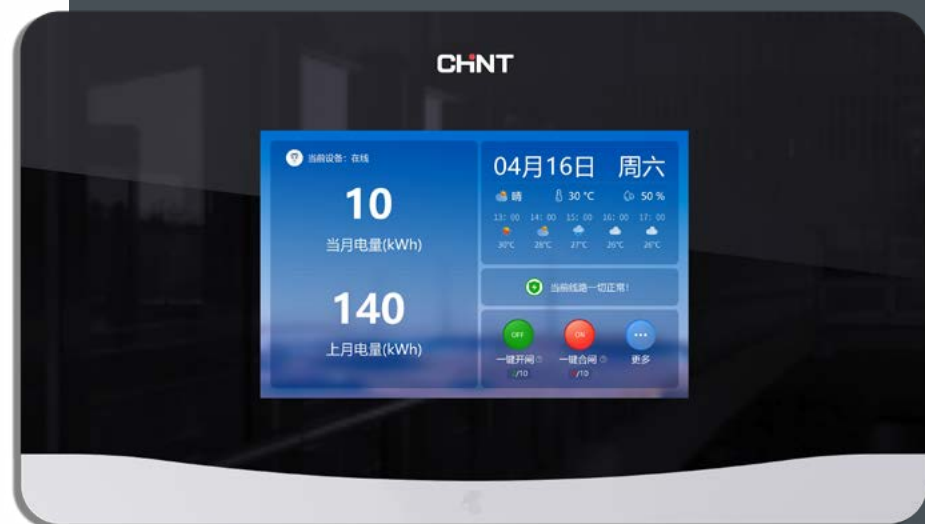 CHNT
当前设备：在线
10
当月电量(kWh)
140
上月电量(kWh)
04月16日 周六
晴 30 ℃ 50 %
13：00 14：00 15：00 16：00 17：00
30℃ 28℃ 27℃ 26℃ 26℃
当前线路一切正常！
OFF ON
一键开闸 一键合闸 更多
/10 /10